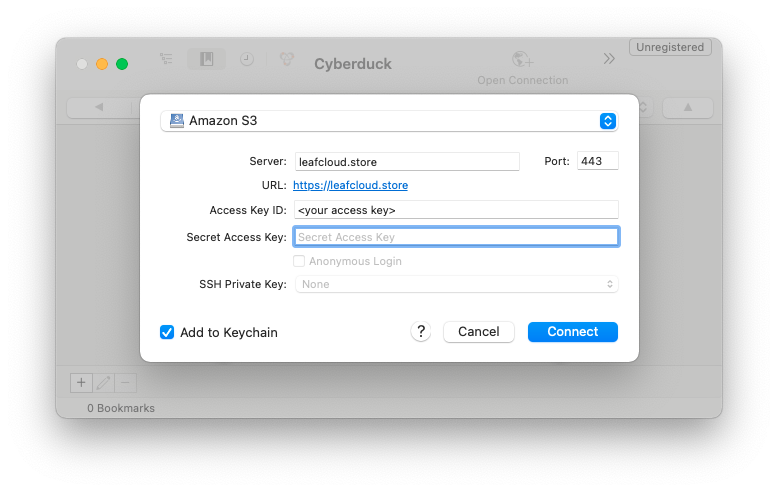 Unregistered
Cyberduck
Open Connection
Amazon S3
Server: leafcloud.store Port: 443
URL: https://leafcloud.store
Access Key ID: <your access key>
Secret Access Key: Secret Access Key
Anonymous Login
SSH Private Key: None
Add to Keychain ? Cancel Connect
0 Bookmarks